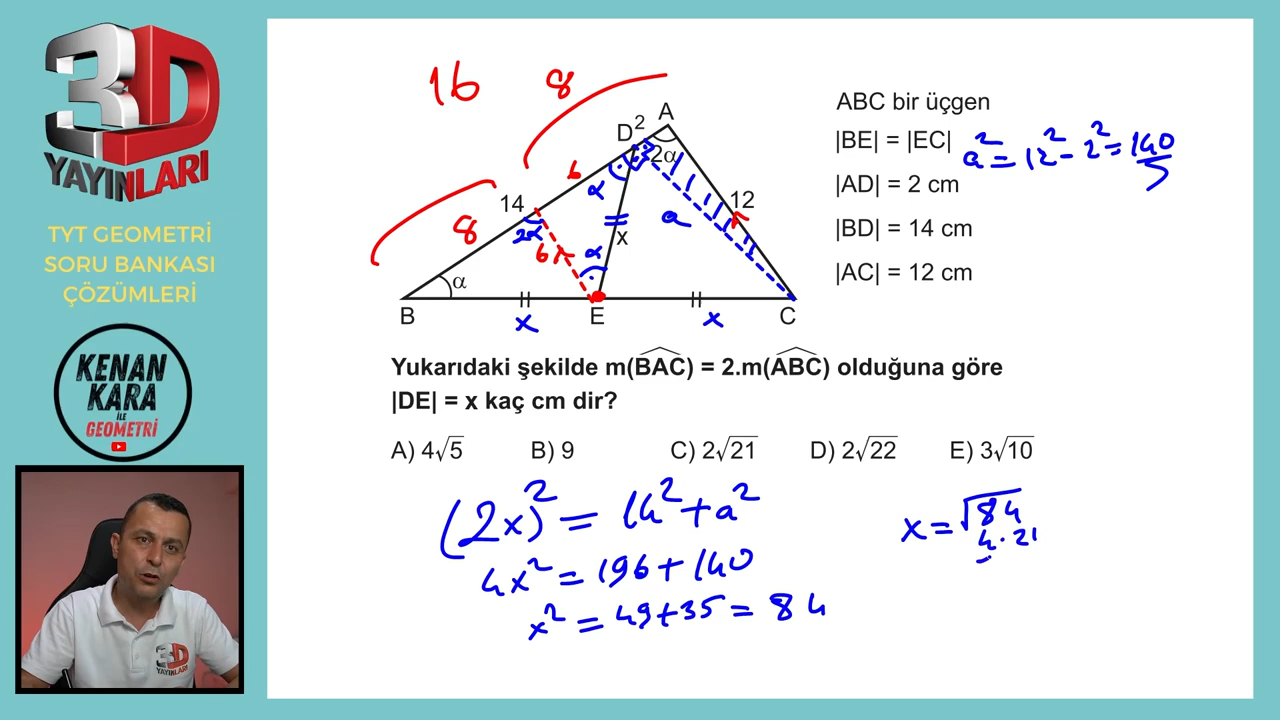 3D
YAYINLARI
TYT GEOMETRİ
SORU BANKASI
ÇÖZÜMLERİ
KENAN
KARA
İLE
GEOMETRİ
3D
YAYINLARI
16
8
A
D
2
2α
6
α
14
8
2α
6
α
x
a
12
α
B
E
C
x
x
ABC bir üçgen
|BE| = |EC|
|AD| = 2 cm
|BD| = 14 cm
|AC| = 12 cm
a² = 12² - 2² = 140
Yukarıdaki şekilde m(BAC) = 2.m(ABC) olduğuna göre
|DE| = x kaç cm dir?
A) 4√5 B) 9 C) 2√21 D) 2√22 E) 3√10
(2x)² = 14² + a²
4x² = 196 + 140
x² = 49 + 35 = 84
x = √84
4 · 21